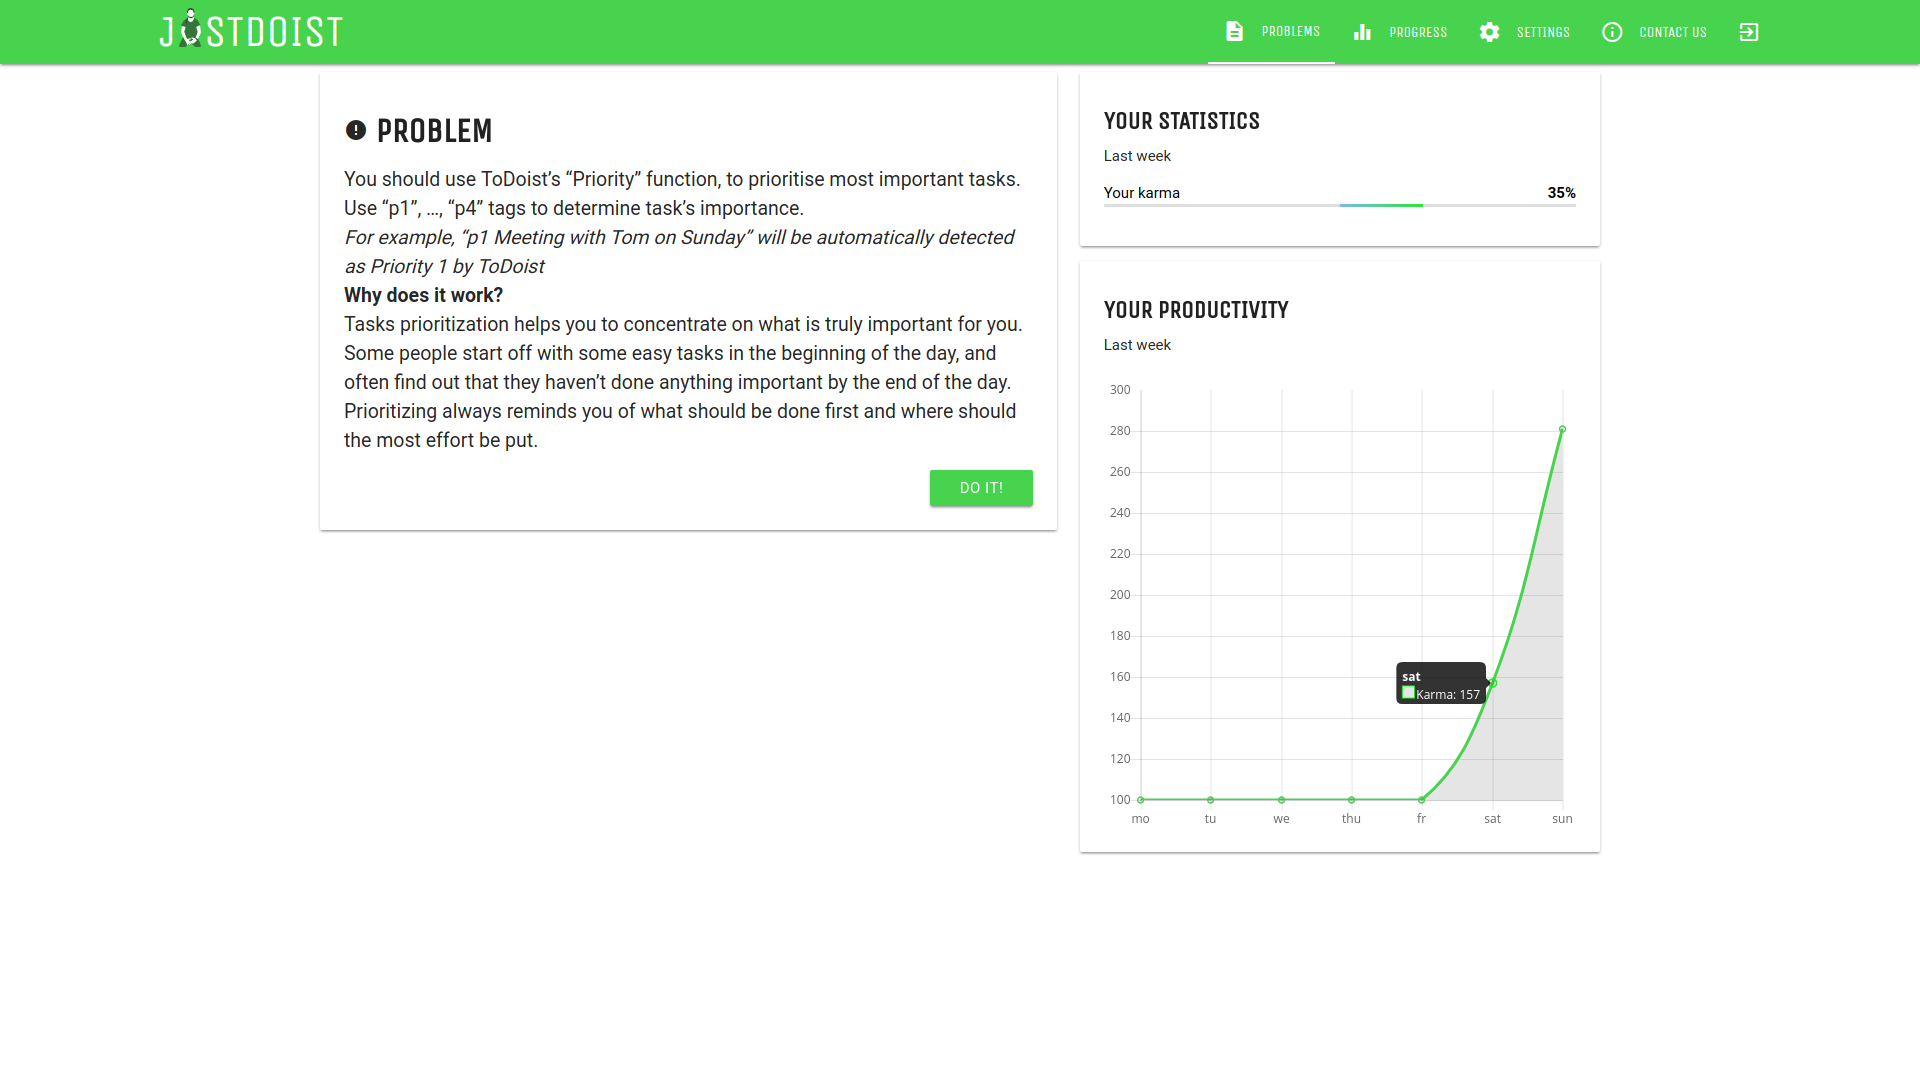 JUSTDOIST
PROBLEMS
PROGRESS
SETTINGS
CONTACT US
PROBLEM
You should use ToDoist’s “Priority” function, to prioritise most important tasks.
Use “p1”, …, “p4” tags to determine task’s importance.
For example, “p1 Meeting with Tom on Sunday” will be automatically detected
as Priority 1 by ToDoist
Why does it work?
Tasks prioritization helps you to concentrate on what is truly important for you.
Some people start off with some easy tasks in the beginning of the day, and
often find out that they haven’t done anything important by the end of the day.
Prioritizing always reminds you of what should be done first and where should
the most effort be put.
DO IT!
YOUR STATISTICS
Last week
Your karma 35%
YOUR PRODUCTIVITY
Last week
300
280
260
240
220
200
180
160
140
120
100
sat
Karma: 157
mo tu we thu fr sat sun